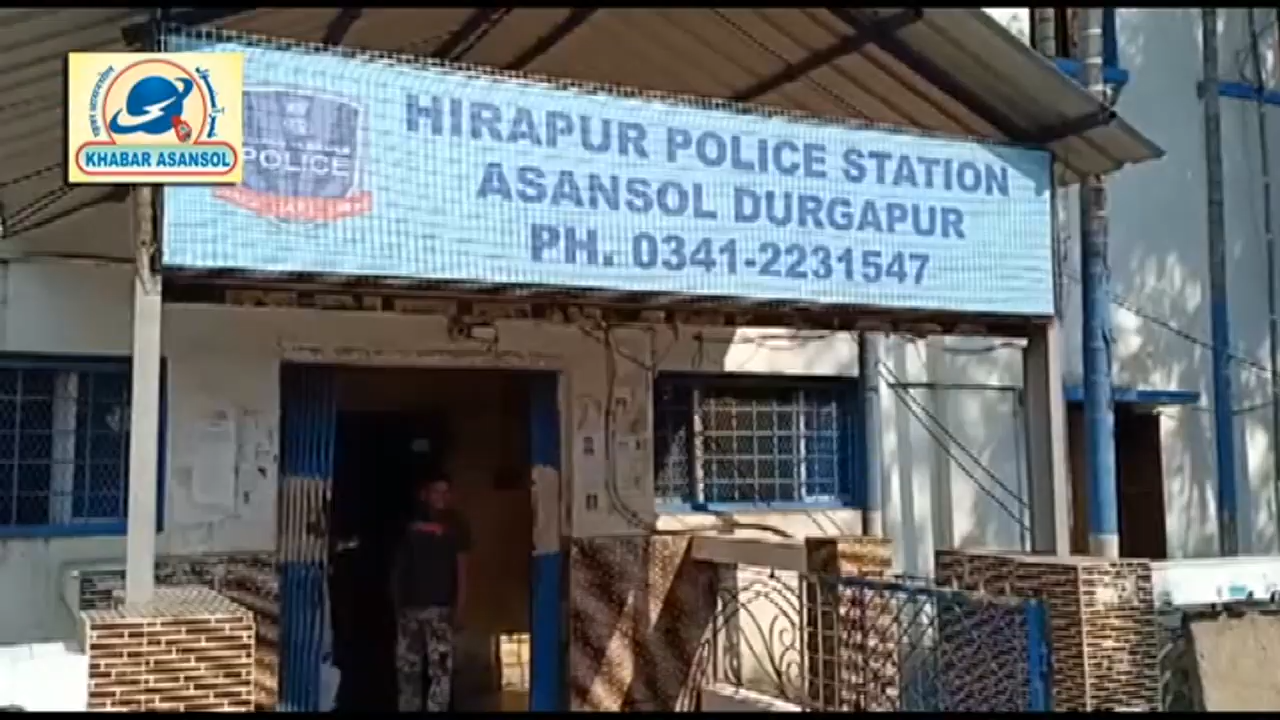 KHABAR ASANSOL
POLICE
HIRAPUR POLICE STATION
ASANSOL DURGAPUR
PH. 0341-2231547